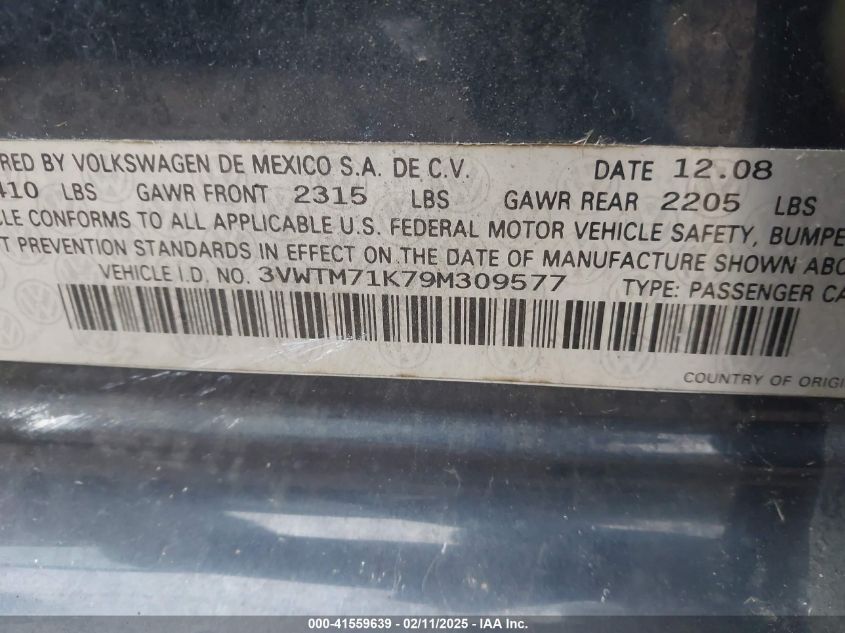 RED BY VOLKSWAGEN DE MEXICO S.A. DE C.V. DATE 12.08
410 LBS GAWR FRONT 2315 LBS GAWR REAR 2205 LBS
CLE CONFORMS TO ALL APPLICABLE U.S. FEDERAL MOTOR VEHICLE SAFETY, BUMPE
T PREVENTION STANDARDS IN EFFECT ON THE DATE OF MANUFACTURE SHOWN ABO
VEHICLE I.D. NO. 3VWTM71K79M309577 TYPE: PASSENGER CA
COUNTRY OF ORIGI
000-41559639 - 02/11/2025 - IAA Inc.